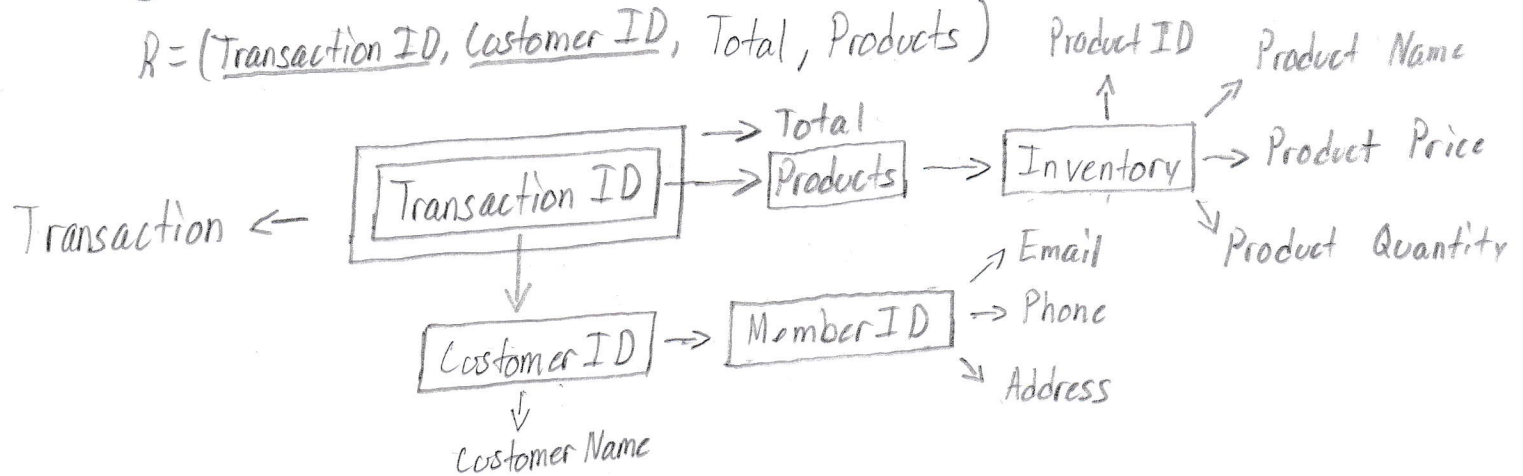 R = (Transaction ID, Customer ID, Total, Products)
Product ID
Product Name
Total
Transaction ID
Products
Inventory
Product Price
Transaction
Product Quantity
Email
Customer ID
Member ID
Phone
Address
Customer Name